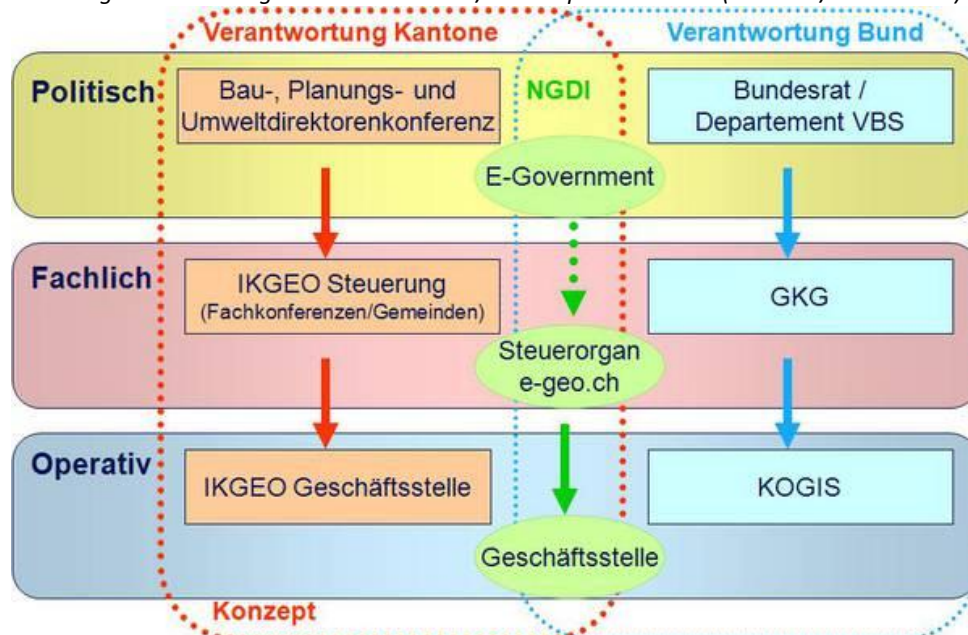 Verantwortung Kantone
Verantwortung Bund
Politisch
Bau-, Planungs- und
Umweltdirektorenkonferenz
NGDI
Bundesrat /
Departement VBS
E-Government
Fachlich
IKGEO Steuerung
(Fachkonferenzen/Gemeinden)
GKG
Steuerorgan
e-geo.ch
Operativ
IKGEO Geschäftsstelle
KOGIS
Geschäftsstelle
Konzept